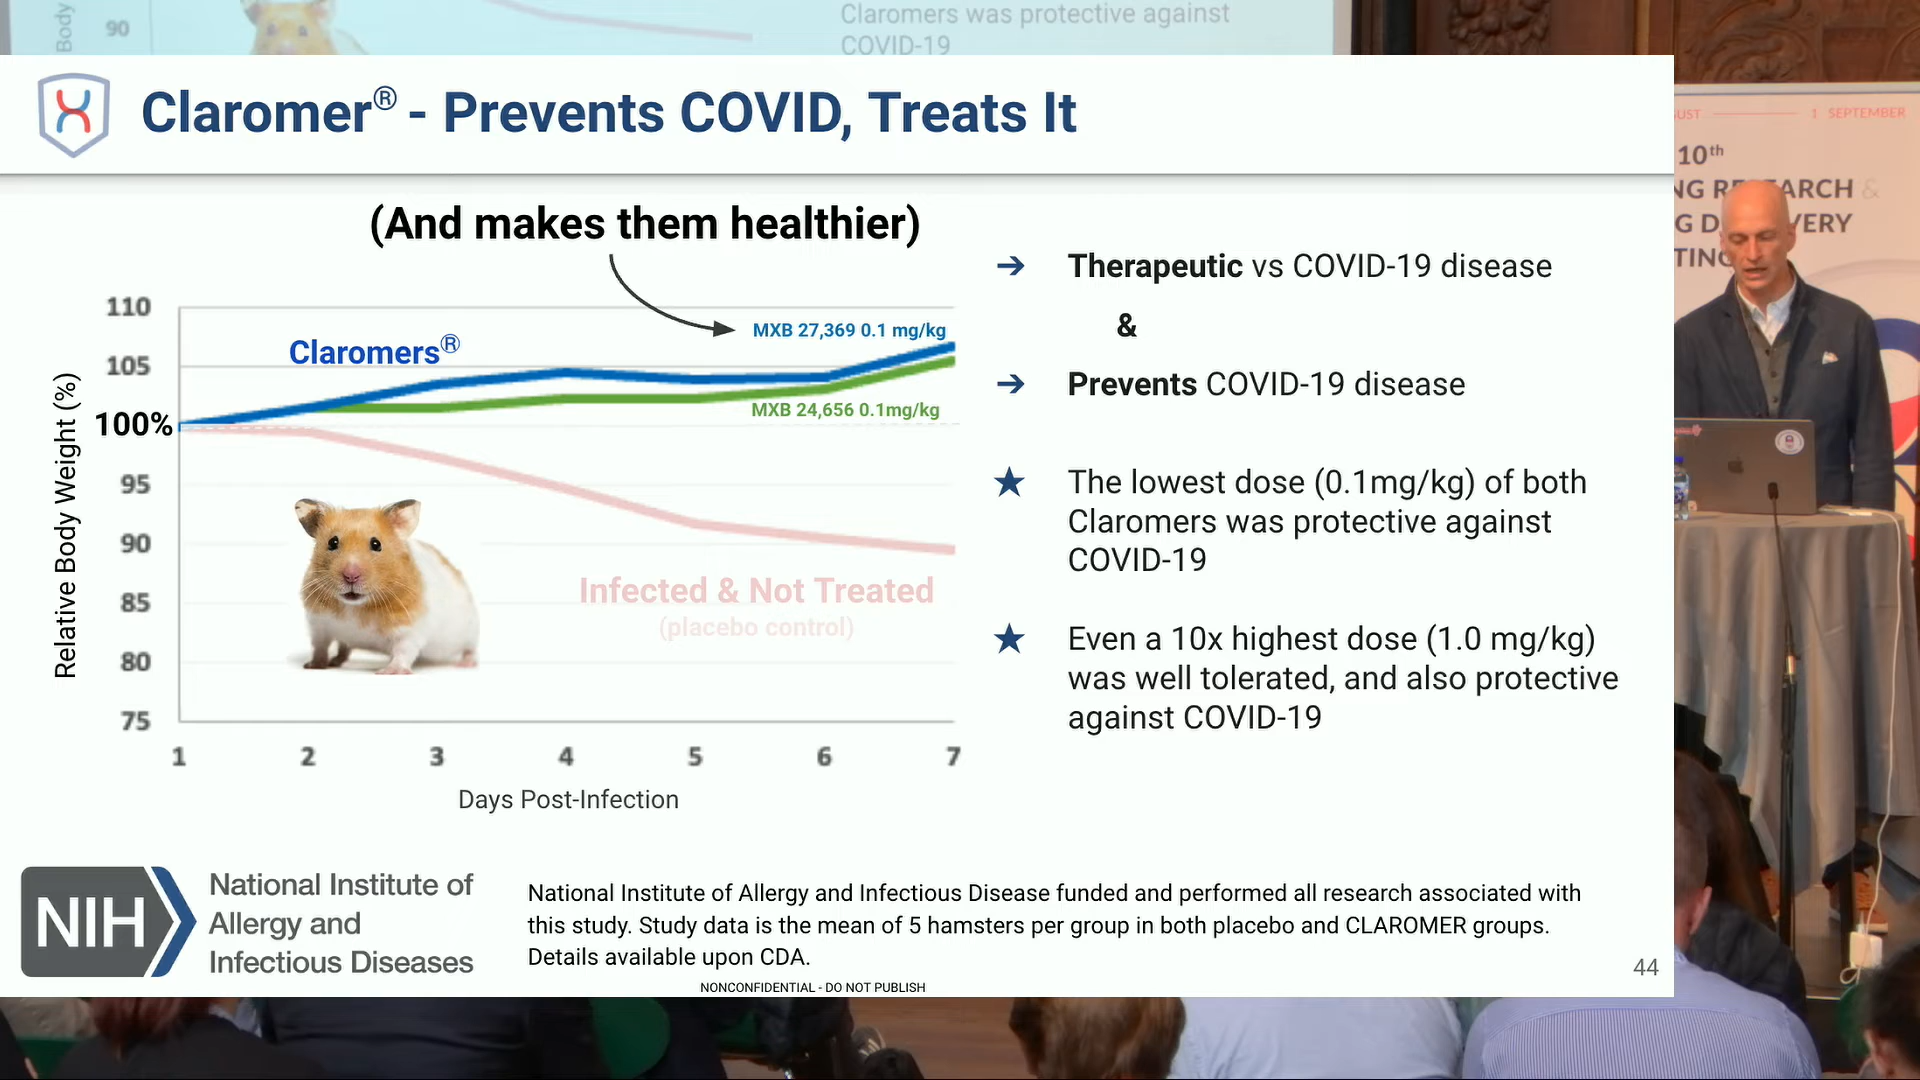 Body
90
Claromers was protective against
COVID-19
Claromer® - Prevents COVID, Treats It
(And makes them healthier)
110
105
100%
95
90
85
80
75
Relative Body Weight (%)
Claromers®
MXB 27,369 0.1 mg/kg
MXB 24,656 0.1mg/kg
Infected & Not Treated
(placebo control)
1 2 3 4 5 6 7
Days Post-Infection
➔ Therapeutic vs COVID-19 disease
&
➔ Prevents COVID-19 disease
★ The lowest dose (0.1mg/kg) of both
Claromers was protective against
COVID-19
★ Even a 10x highest dose (1.0 mg/kg)
was well tolerated, and also protective
against COVID-19
NIH
National Institute of
Allergy and
Infectious Diseases
National Institute of Allergy and Infectious Disease funded and performed all research associated with
this study. Study data is the mean of 5 hamsters per group in both placebo and CLAROMER groups.
Details available upon CDA.
NONCONFIDENTIAL - DO NOT PUBLISH
44
1 SEPTEMBER
10th